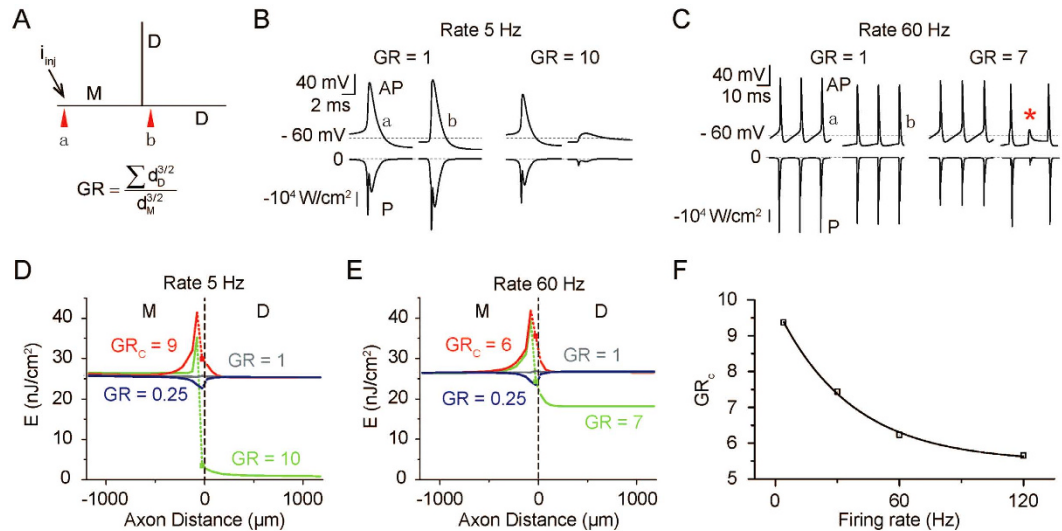 A
i_inj
D
M
D
a
b
GR = ∑ d_D^3/2 / d_M^3/2
B
Rate 5 Hz
GR = 1
GR = 10
40 mV
2 ms
AP
a
b
- 60 mV
0
-10^4 W/cm^2
P
C
Rate 60 Hz
GR = 1
GR = 7
40 mV
10 ms
AP
a
b
*
- 60 mV
0
-10^4 W/cm^2
P
D
Rate 5 Hz
M
D
GR_C = 9
GR = 1
GR = 0.25
GR = 10
E (nJ/cm^2)
40
30
20
10
0
-1000
0
1000
Axon Distance (µm)
E
Rate 60 Hz
M
D
GR_C = 6
GR = 1
GR = 0.25
GR = 7
E (nJ/cm^2)
40
30
20
10
0
-1000
0
1000
Axon Distance (µm)
F
GR_c
10
9
8
7
6
5
0
60
120
Firing rate (Hz)